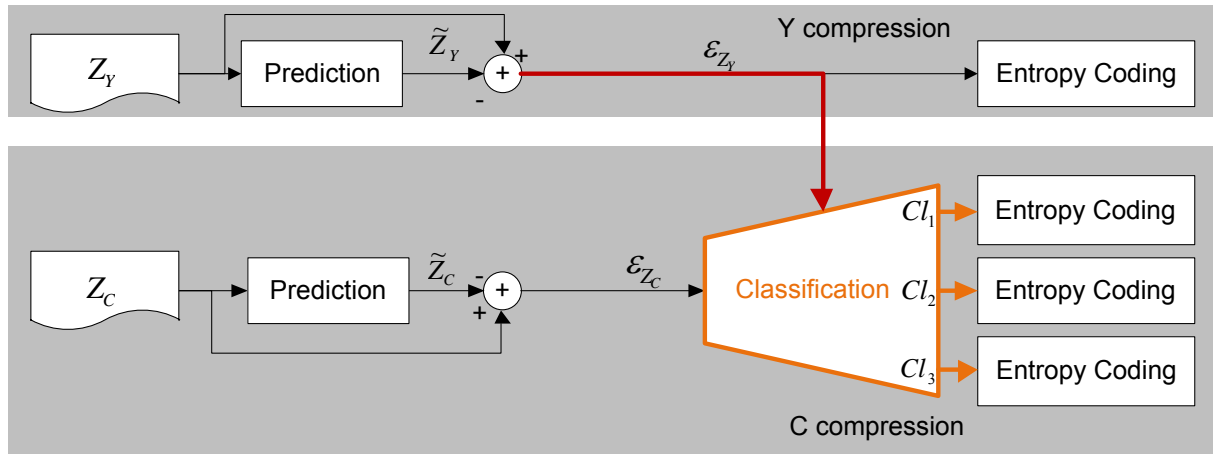 Y compression
Z_Y
Prediction
Z̃_Y
+
+
-
ε_{Z_Y}
Entropy Coding
Z_C
Prediction
Z̃_C
-
+
+
ε_{Z_C}
Classification
Cl_1
Entropy Coding
Cl_2
Entropy Coding
Cl_3
Entropy Coding
C compression